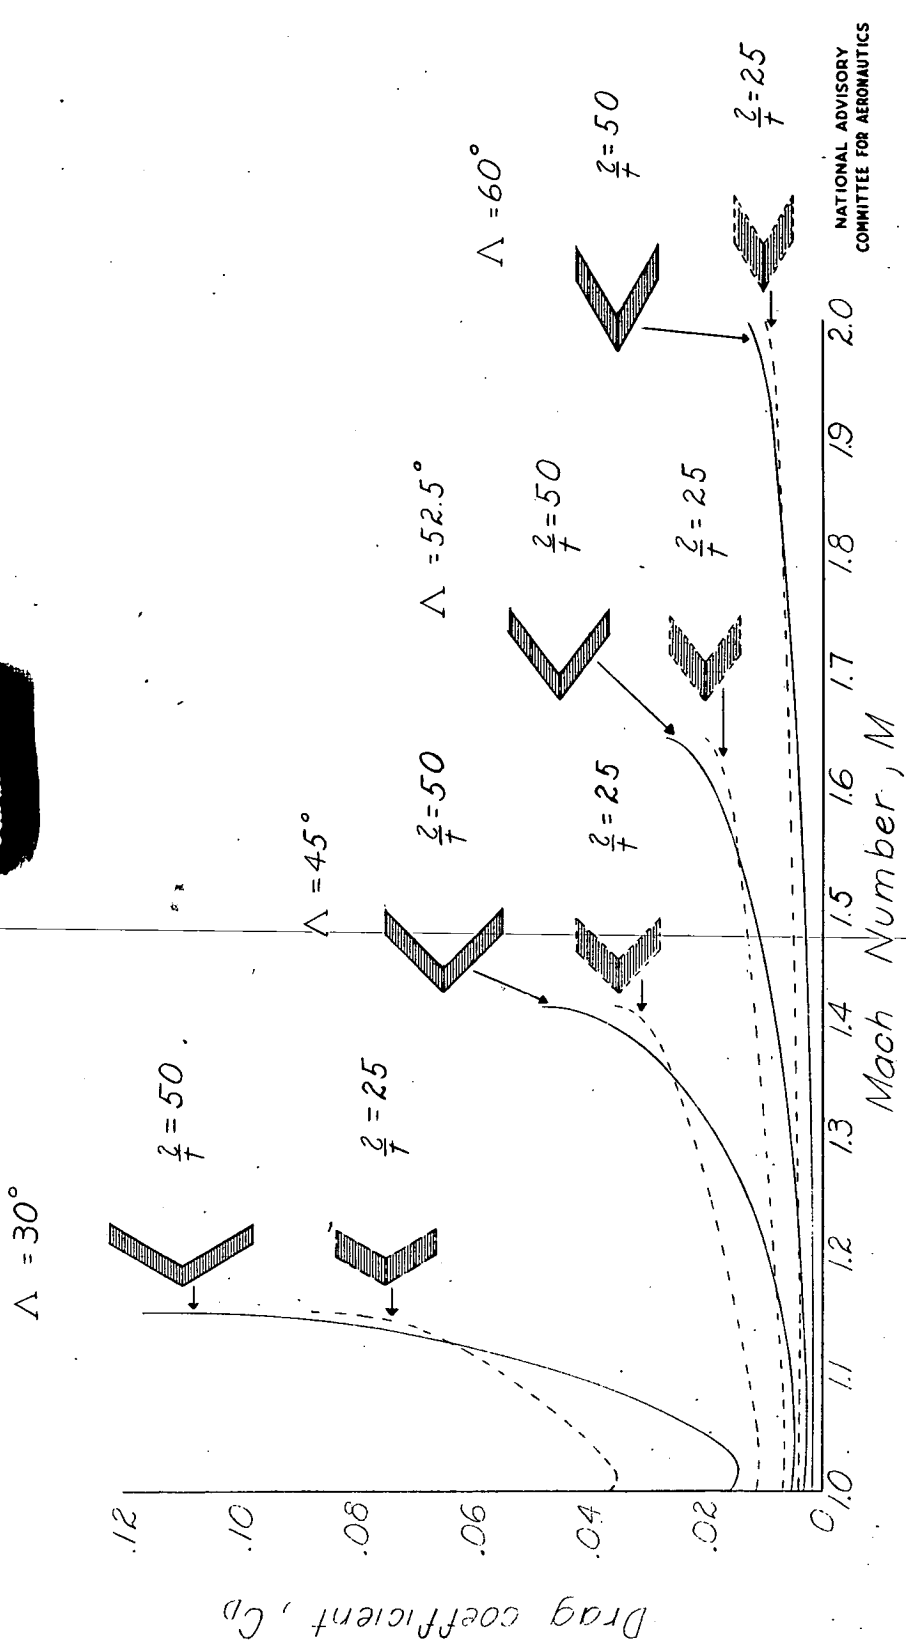 Λ = 30°
l/t = 50
l/t = 25
Λ = 45°
l/t = 50
l/t = 25
Λ = 52.5°
l/t = 50
l/t = 25
Λ = 60°
l/t = 50
l/t = 25
.12
.10
.08
.06
.04
.02
0
Drag coefficient, C_D
1.0
1.1
1.2
1.3
1.4
1.5
1.6
1.7
1.8
1.9
2.0
Mach Number, M
NATIONAL ADVISORY
COMMITTEE FOR AERONAUTICS